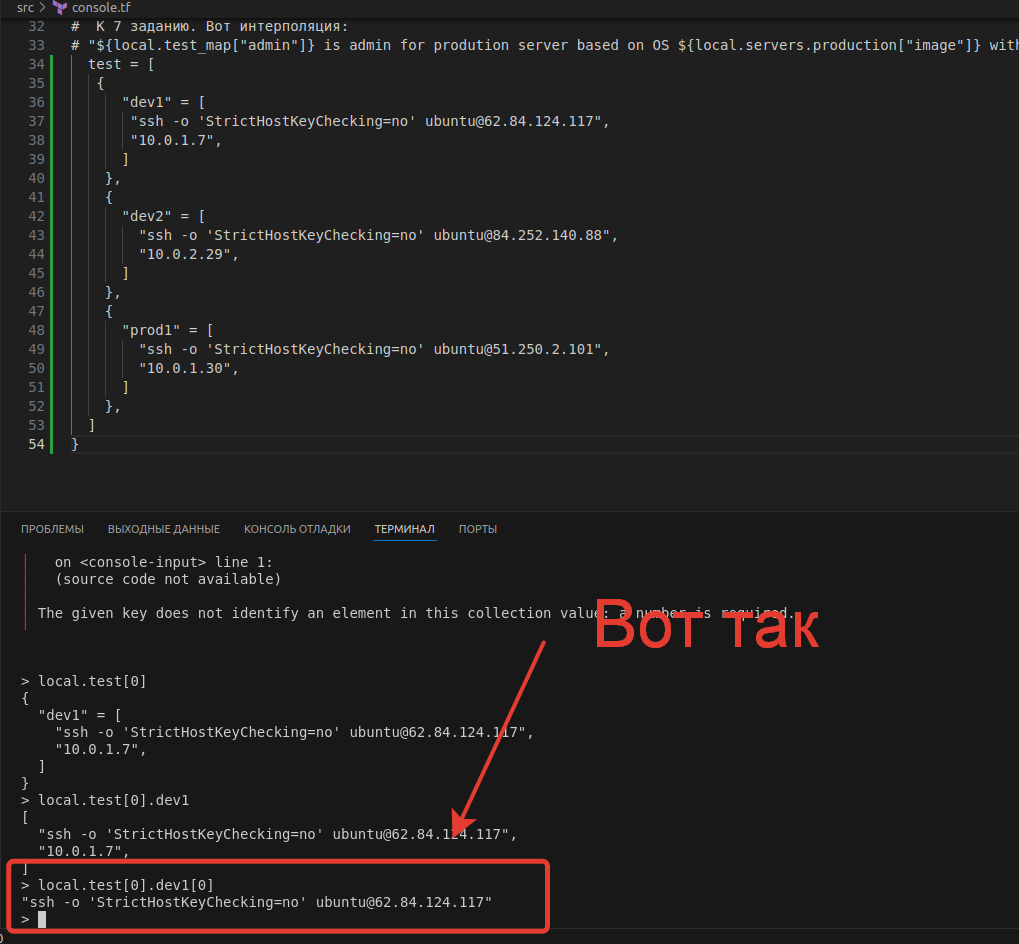 src > console.tf
32 # К 7 заданию. Вот интерполяция:
33 # "${local.test_map["admin"]} is admin for prodution server based on OS ${local.servers.production["image"]} with
34 test = [
35 {
36 "dev1" = [
37 "ssh -o 'StrictHostKeyChecking=no' ubuntu@62.84.124.117",
38 "10.0.1.7",
39 ]
40 },
41 {
42 "dev2" = [
43 "ssh -o 'StrictHostKeyChecking=no' ubuntu@84.252.140.88",
44 "10.0.2.29",
45 ]
46 },
47 {
48 "prod1" = [
49 "ssh -o 'StrictHostKeyChecking=no' ubuntu@51.250.2.101",
50 "10.0.1.30",
51 ]
52 },
53 ]
54 }
ПРОБЛЕМЫ ВЫХОДНЫЕ ДАННЫЕ КОНСОЛЬ ОТЛАДКИ ТЕРМИНАЛ ПОРТЫ
on <console-input> line 1:
(source code not available)
The given key does not identify an element in this collection value: a number is required.
Вот так
> local.test[0]
{
"dev1" = [
"ssh -o 'StrictHostKeyChecking=no' ubuntu@62.84.124.117",
"10.0.1.7",
]
}
> local.test[0].dev1
[
"ssh -o 'StrictHostKeyChecking=no' ubuntu@62.84.124.117",
"10.0.1.7",
]
> local.test[0].dev1[0]
"ssh -o 'StrictHostKeyChecking=no' ubuntu@62.84.124.117"
>